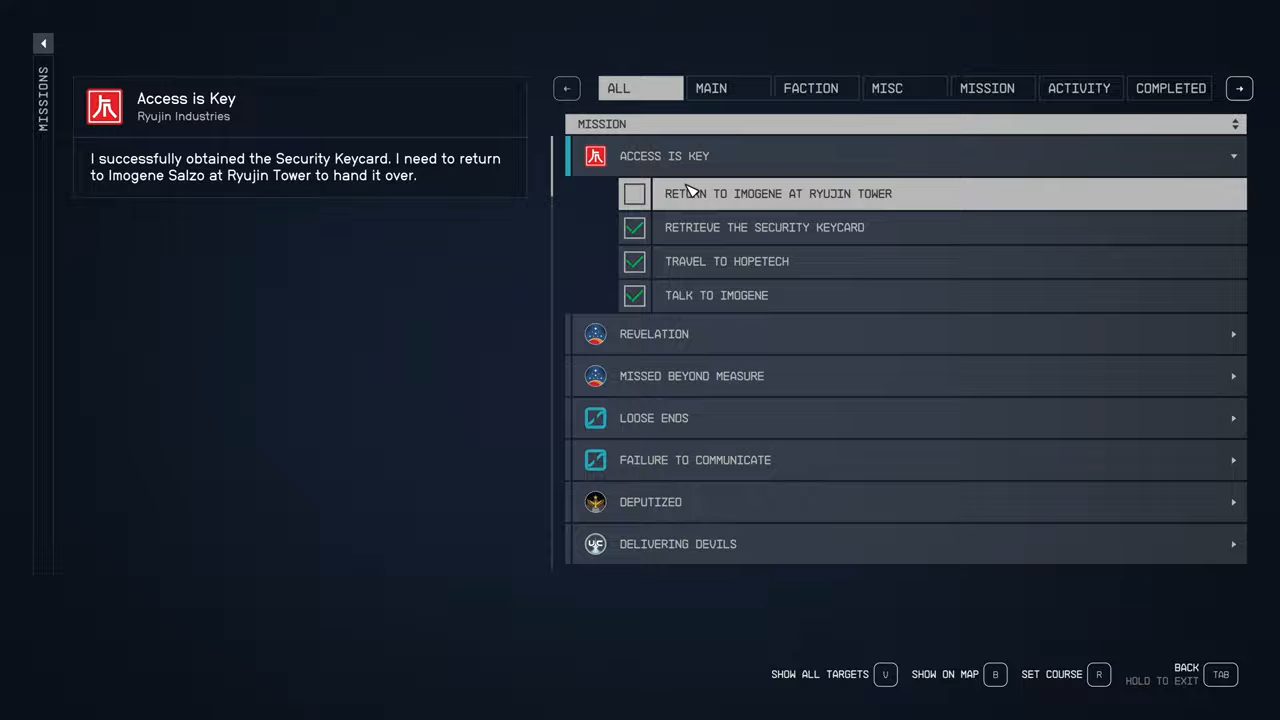 MISSIONS
Access is Key
Ryujin Industries
I successfully obtained the Security Keycard. I need to return
to Imogene Salzo at Ryujin Tower to hand it over.
ALL
MAIN
FACTION
MISC
MISSION
ACTIVITY
COMPLETED
MISSION
ACCESS IS KEY
RETURN TO IMOGENE AT RYUJIN TOWER
RETRIEVE THE SECURITY KEYCARD
TRAVEL TO HOPETECH
TALK TO IMOGENE
REVELATION
MISSED BEYOND MEASURE
LOOSE ENDS
FAILURE TO COMMUNICATE
DEPUTIZED
UC
DELIVERING DEVILS
SHOW ALL TARGETS V
SHOW ON MAP B
SET COURSE R
BACK
HOLD TO EXIT
TAB